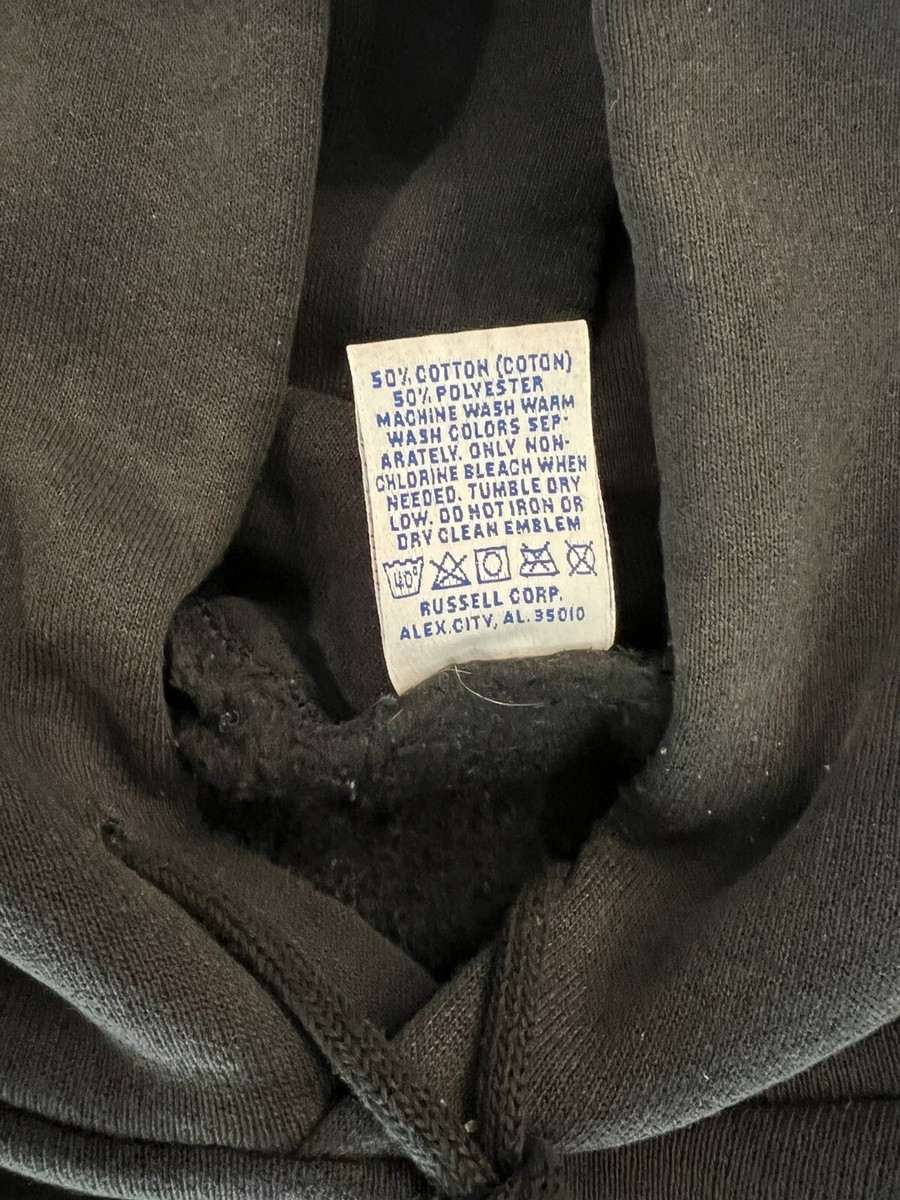 50% COTTON (COTON)
50% POLYESTER
MACHINE WASH WARM
WASH COLORS SEP-
ARATELY. ONLY NON-
CHLORINE BLEACH WHEN
NEEDED. TUMBLE DRY
LOW. DO NOT IRON OR
DRY CLEAN EMBLEM
40°
RUSSELL CORP.
ALEX.CITY, AL. 35010